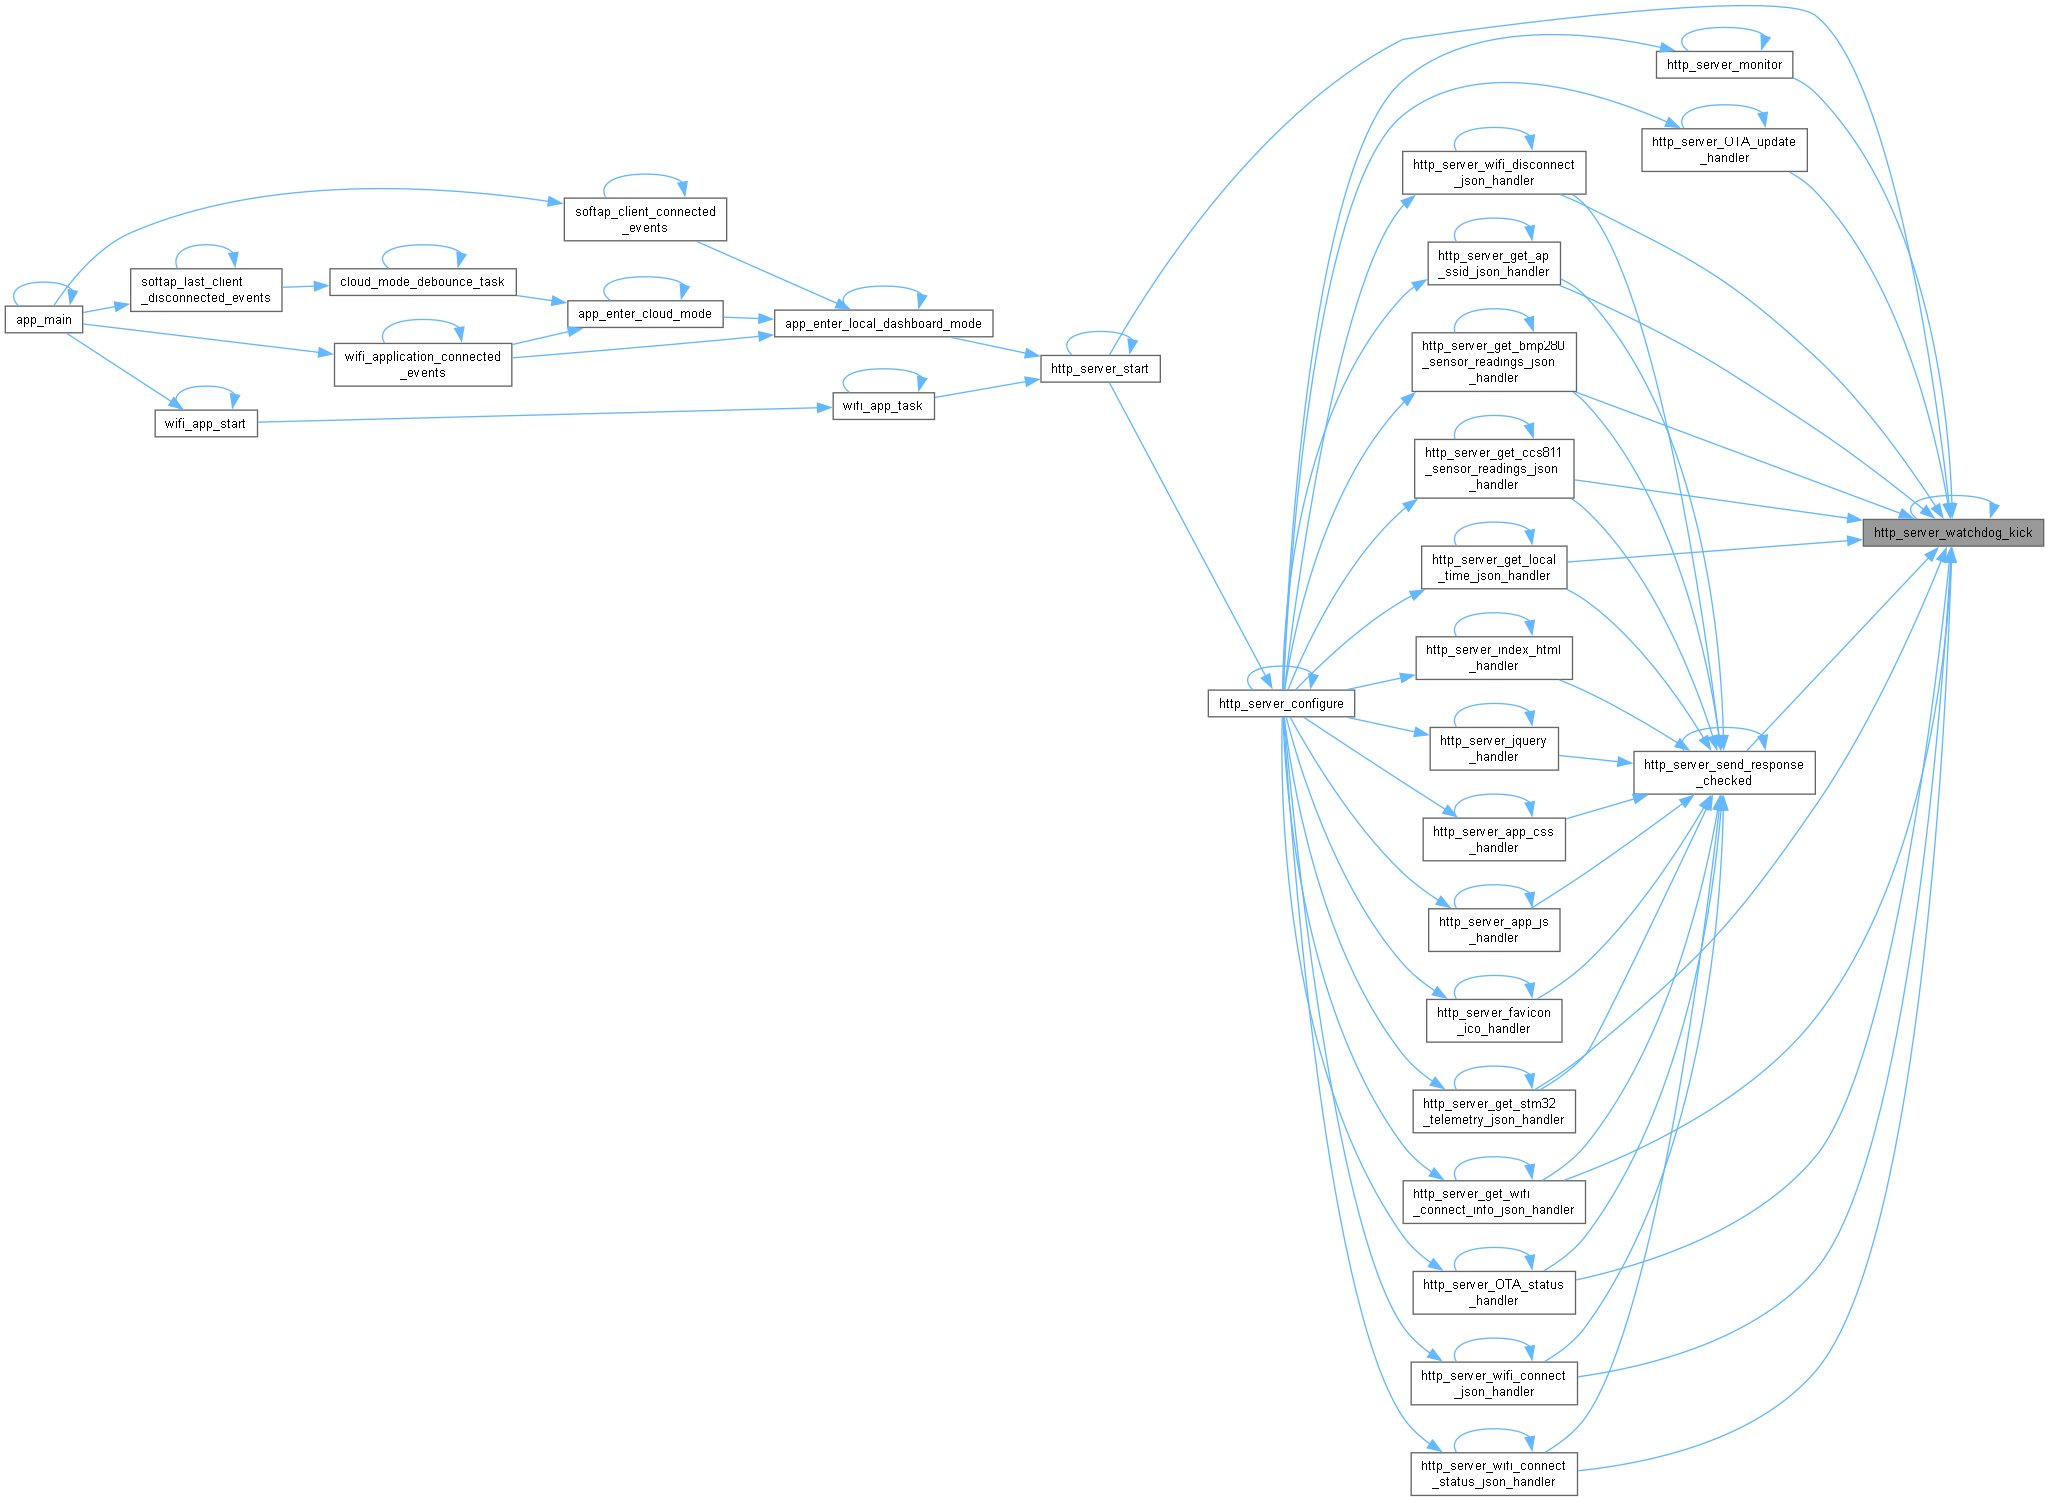 http_server_monitor
http_server_OTA_update
_handler
http_server_wifi_disconnect
_json_handler
softap_client_connected
_events
http_server_get_ap
_ssid_json_handler
softap_last_client
_disconnected_events
cloud_mode_debounce_task
app_enter_cloud_mode
app_main
app_enter_local_dashboard_mode
wifi_application_connected
_events
http_server_get_bmp280
_sensor_readings_json
_handler
http_server_start
wifi_app_task
wifi_app_start
http_server_get_ccs811
_sensor_readings_json
_handler
http_server_watchdog_kick
http_server_get_local
_time_json_handler
http_server_index_html
_handler
http_server_configure
http_server_jquery
_handler
http_server_send_response
_checked
http_server_app_css
_handler
http_server_app_js
_handler
http_server_favicon
_ico_handler
http_server_get_stm32
_telemetry_json_handler
http_server_get_wifi
_connect_info_json_handler
http_server_OTA_status
_handler
http_server_wifi_connect
_json_handler
http_server_wifi_connect
_status_json_handler